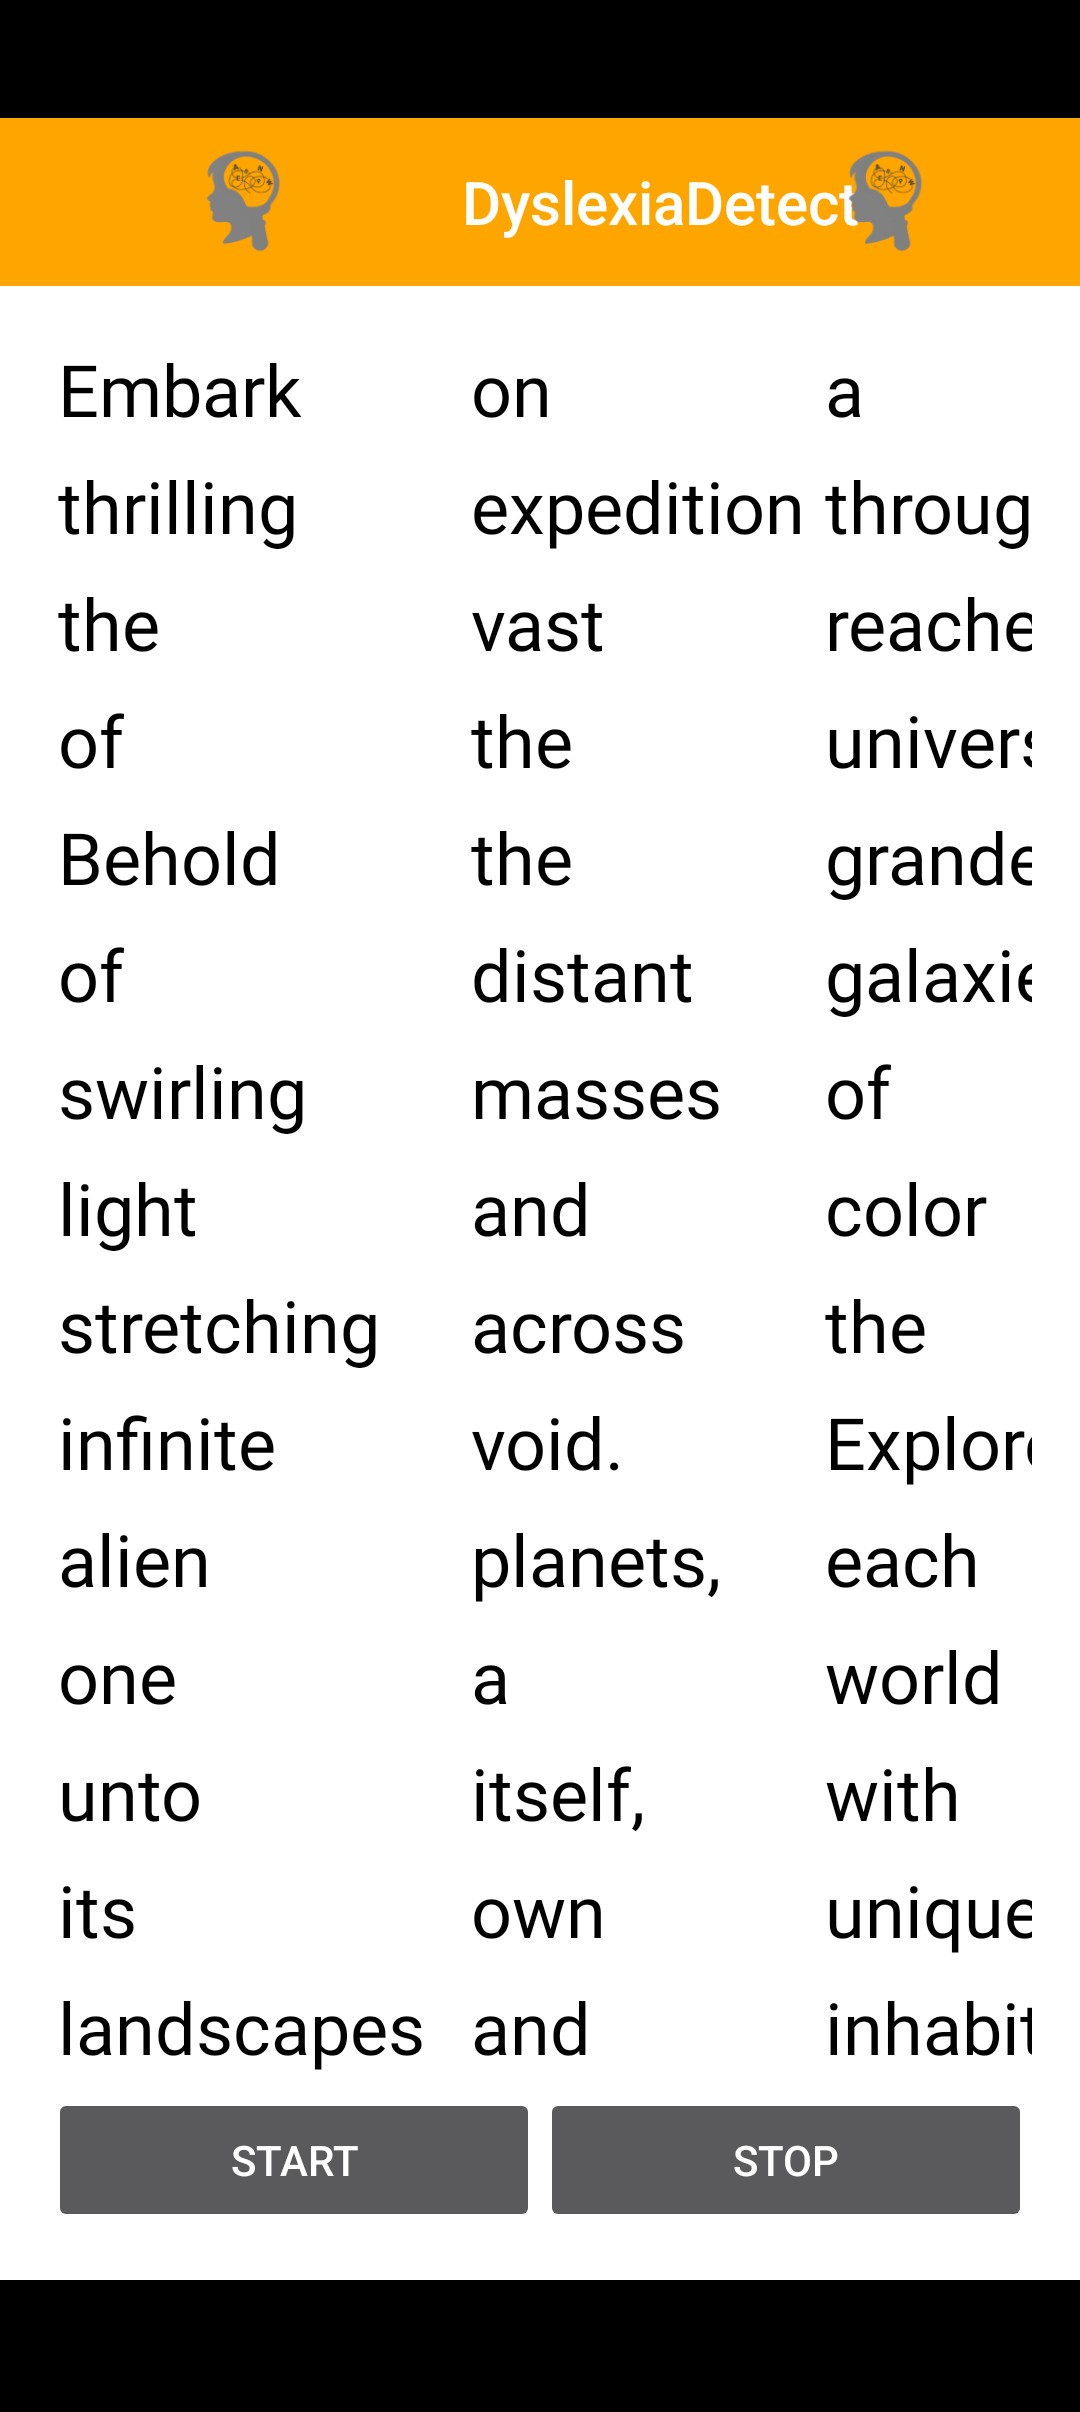 DyslexiaDetect
Embark on a
thrilling expedition throug
the vast reache
of the univers
Behold the grande
of distant galaxie
swirling masses of
light and color
stretching across the
infinite void. Explore
alien planets, each
one a world
unto itself, with
its own unique
landscapes and inhabit
START STOP